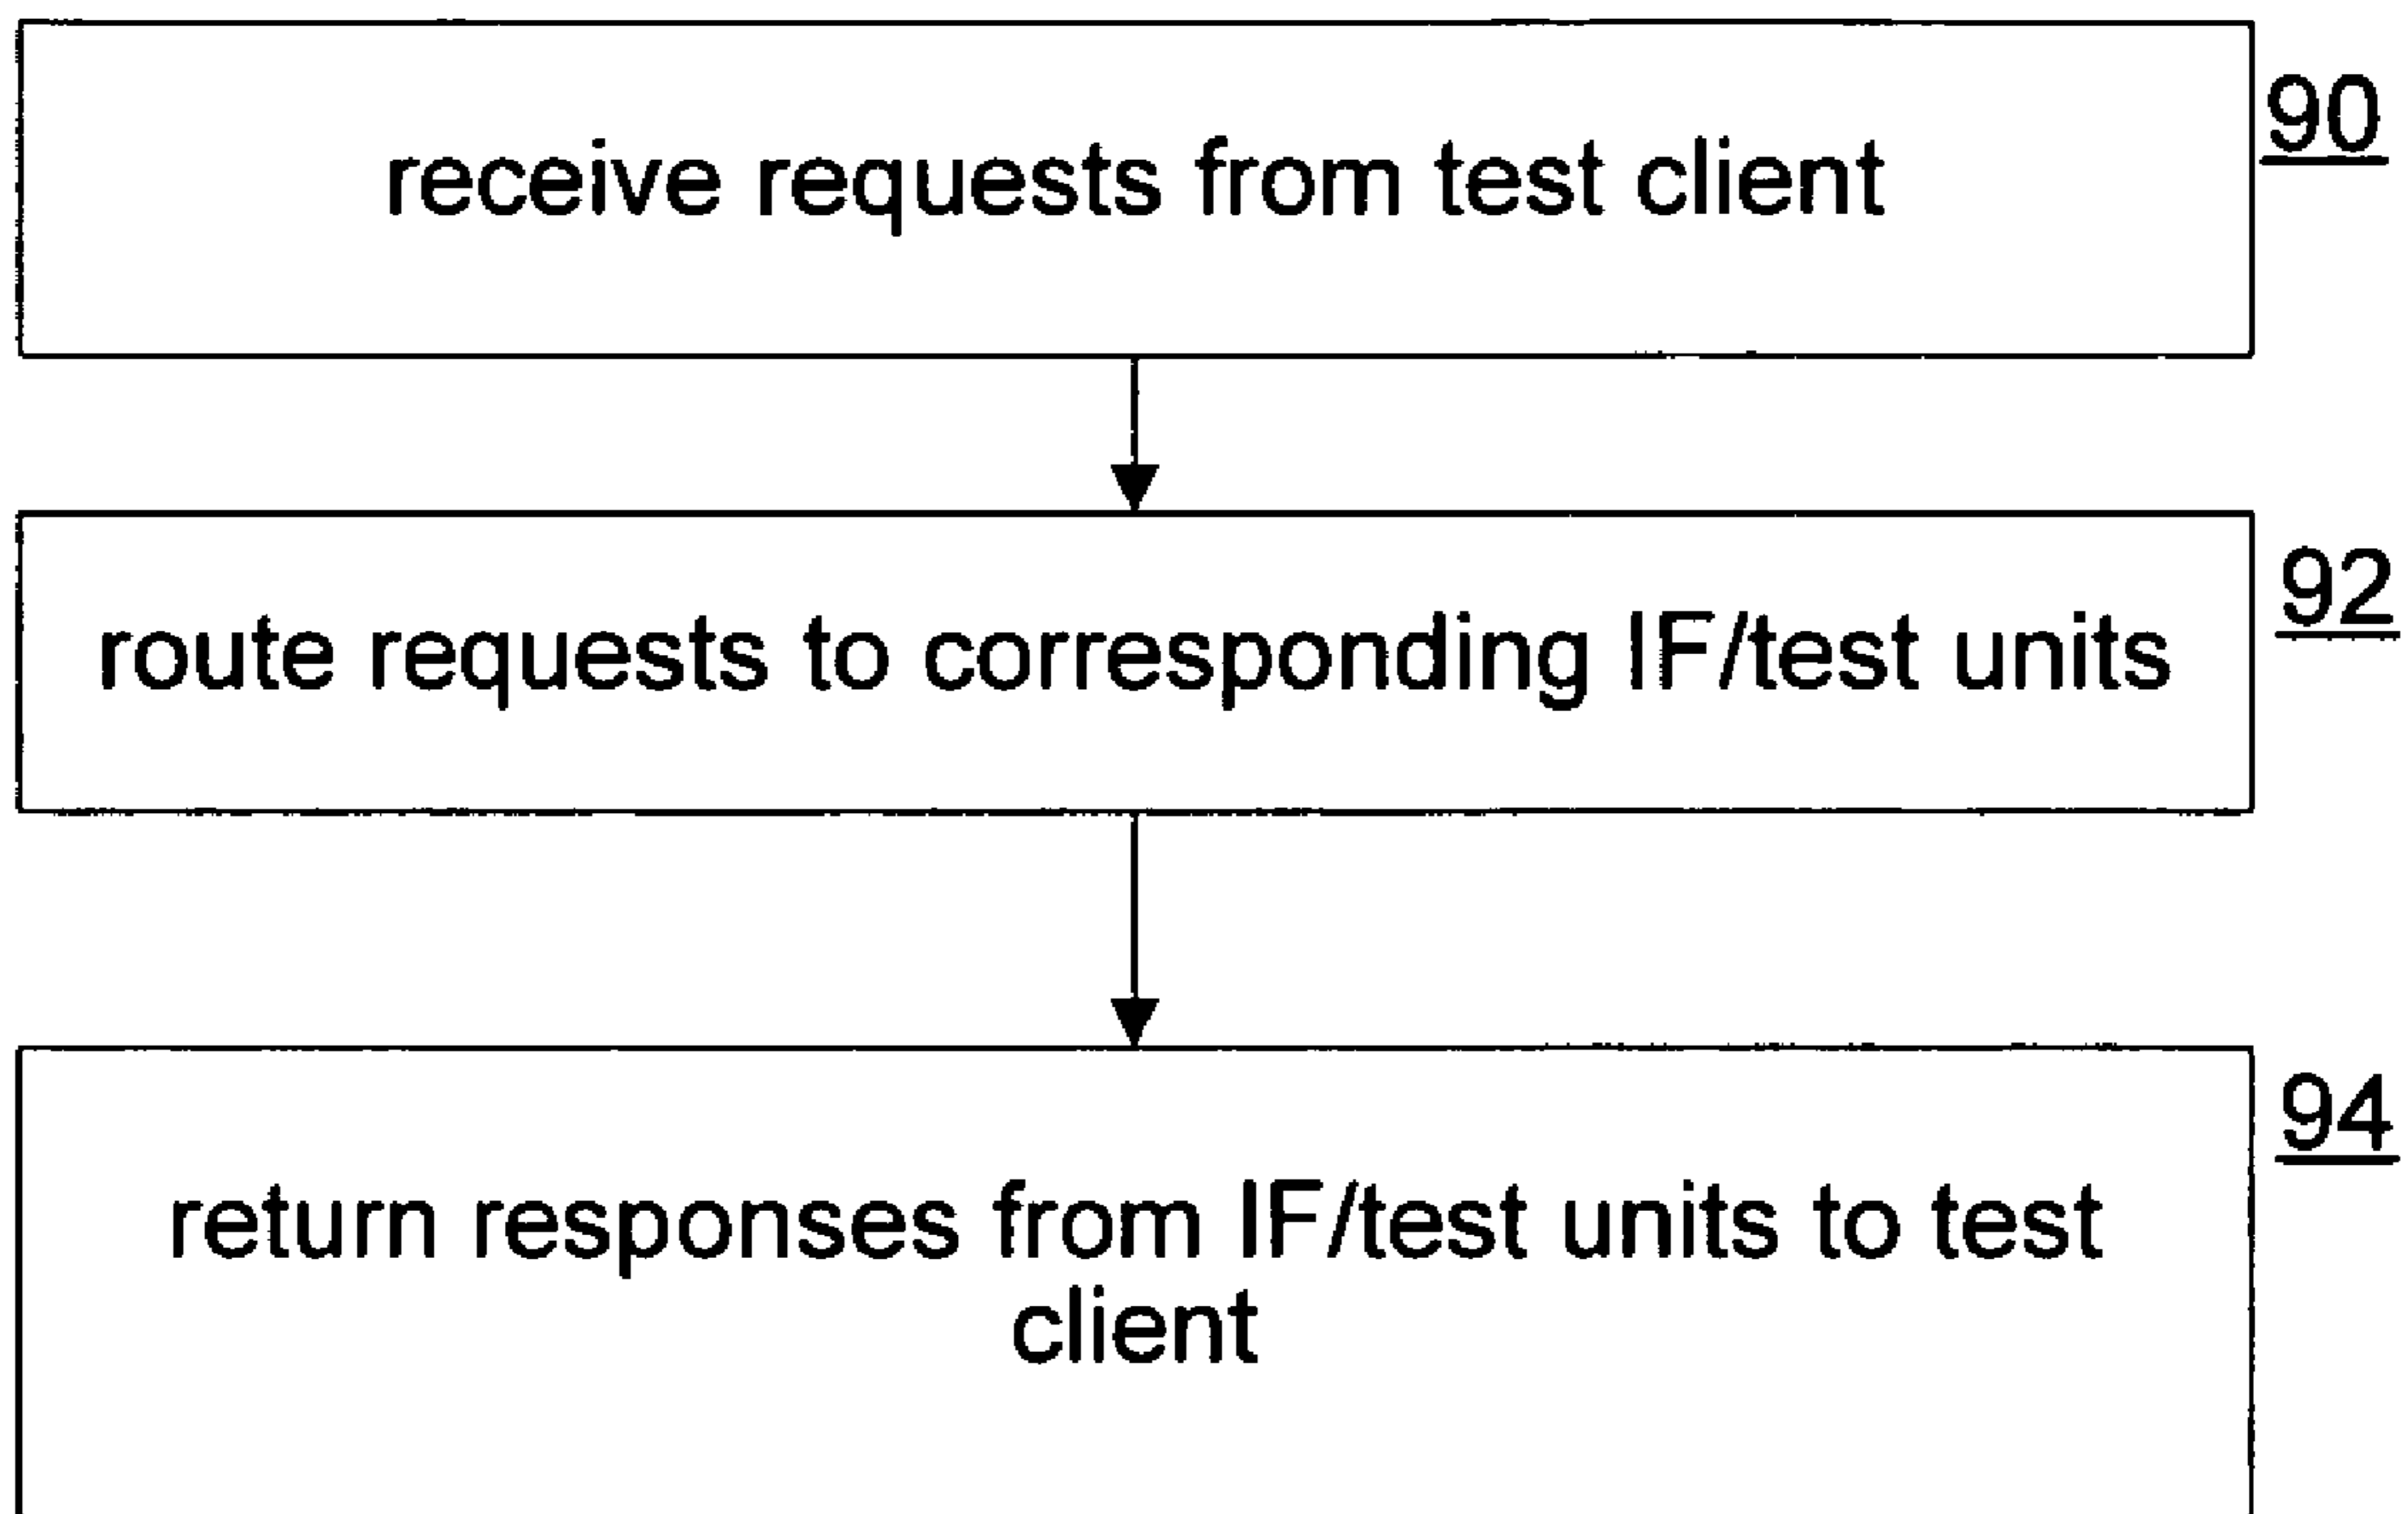 receive requests from test client
90
route requests to corresponding IF/test units
92
return responses from IF/test units to test
client
94